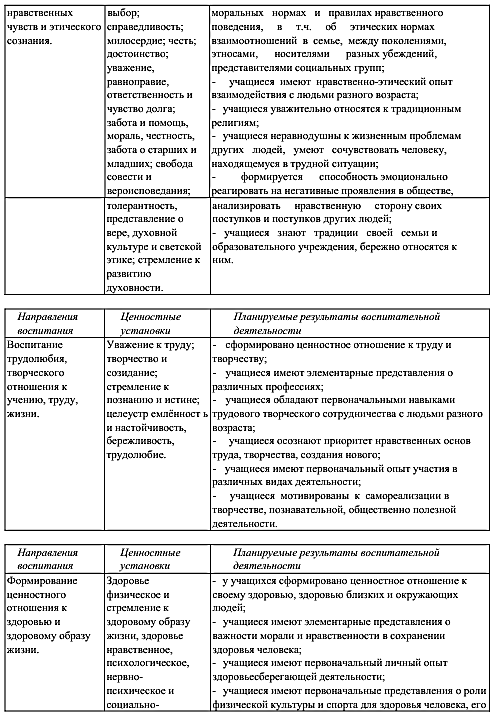 нравственных
чувств и этического
сознания.
выбор;
справедливость;
милосердие; честь;
достоинство;
уважение,
равноправие,
ответственность и
чувство долга;
забота и помощь,
мораль, честность,
забота о старших и
младших; свобода
совести и
вероисповедания;
моральных нормах и правилах нравственного
поведения, в т.ч. об этических нормах
взаимоотношений в семье, между поколениями,
этносами, носителями разных убеждений,
представителями социальных групп;
- учащиеся имеют нравственно-этический опыт
взаимодействия с людьми разного возраста;
- учащиеся уважительно относятся к традиционным
религиям;
- учащиеся неравнодушны к жизненным проблемам
других людей, умеют сочувствовать человеку,
находящемуся в трудной ситуации;
- формируется способность эмоционально
реагировать на негативные проявления в обществе,
толерантность,
представление о
вере, духовной
культуре и светской
этике; стремление к
развитию
духовности.
анализировать нравственную сторону своих
поступков и поступков других людей;
- учащиеся знают традиции своей семьи и
образовательного учреждения, бережно относятся к
ним.
Направления
воспитания
Ценностные
установки
Планируемые результаты воспитательной
деятельности
Воспитание
трудолюбия,
творческого
отношения к
учению, труду,
жизни.
Уважение к труду;
творчество и
созидание;
стремление к
познанию и истине;
целеустр емлённост ь
и настойчивость,
бережливость,
трудолюбие.
- сформировано ценностное отношение к труду и
творчеству;
- учащиеся имеют элементарные представления о
различных профессиях;
- учащиеся обладают первоначальными навыками
трудового творческого сотрудничества с людьми разного
возраста;
- учащиеся осознают приоритет нравственных основ
труда, творчества, создания нового;
- учащиеся имеют первоначальный опыт участия в
различных видах деятельности;
- учащиеся мотивированы к самореализации в
творчестве, познавательной, общественно полезной
деятельности.
Направления
воспитания
Ценностные
установки
Планируемые результаты воспитательной
деятельности
Формирование
ценностного
отношения к
здоровью и
здоровому образу
жизни.
Здоровье
физическое и
стремление к
здоровому образу
жизни, здоровье
нравственное,
психологическое,
нервно-
психическое и
социально-
- у учащихся сформировано ценностное отношение к
своему здоровью, здоровью близких и окружающих
людей;
- учащиеся имеют элементарные представления о
важности морали и нравственности в сохранении
здоровья человека;
- учащиеся имеют первоначальный личный опыт
здоровьесберегающей деятельности;
- учащиеся имеют первоначальные представления о роли
физической культуры и спорта для здоровья человека, его